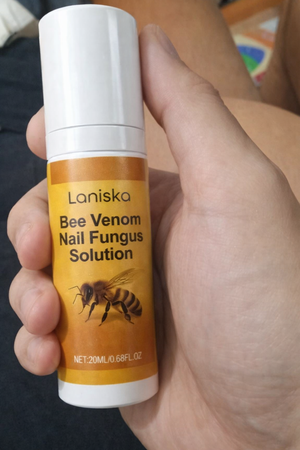 Laniska
Bee Venom
Nail Fungus
Solution
NET:20ML/0.68FL.OZ